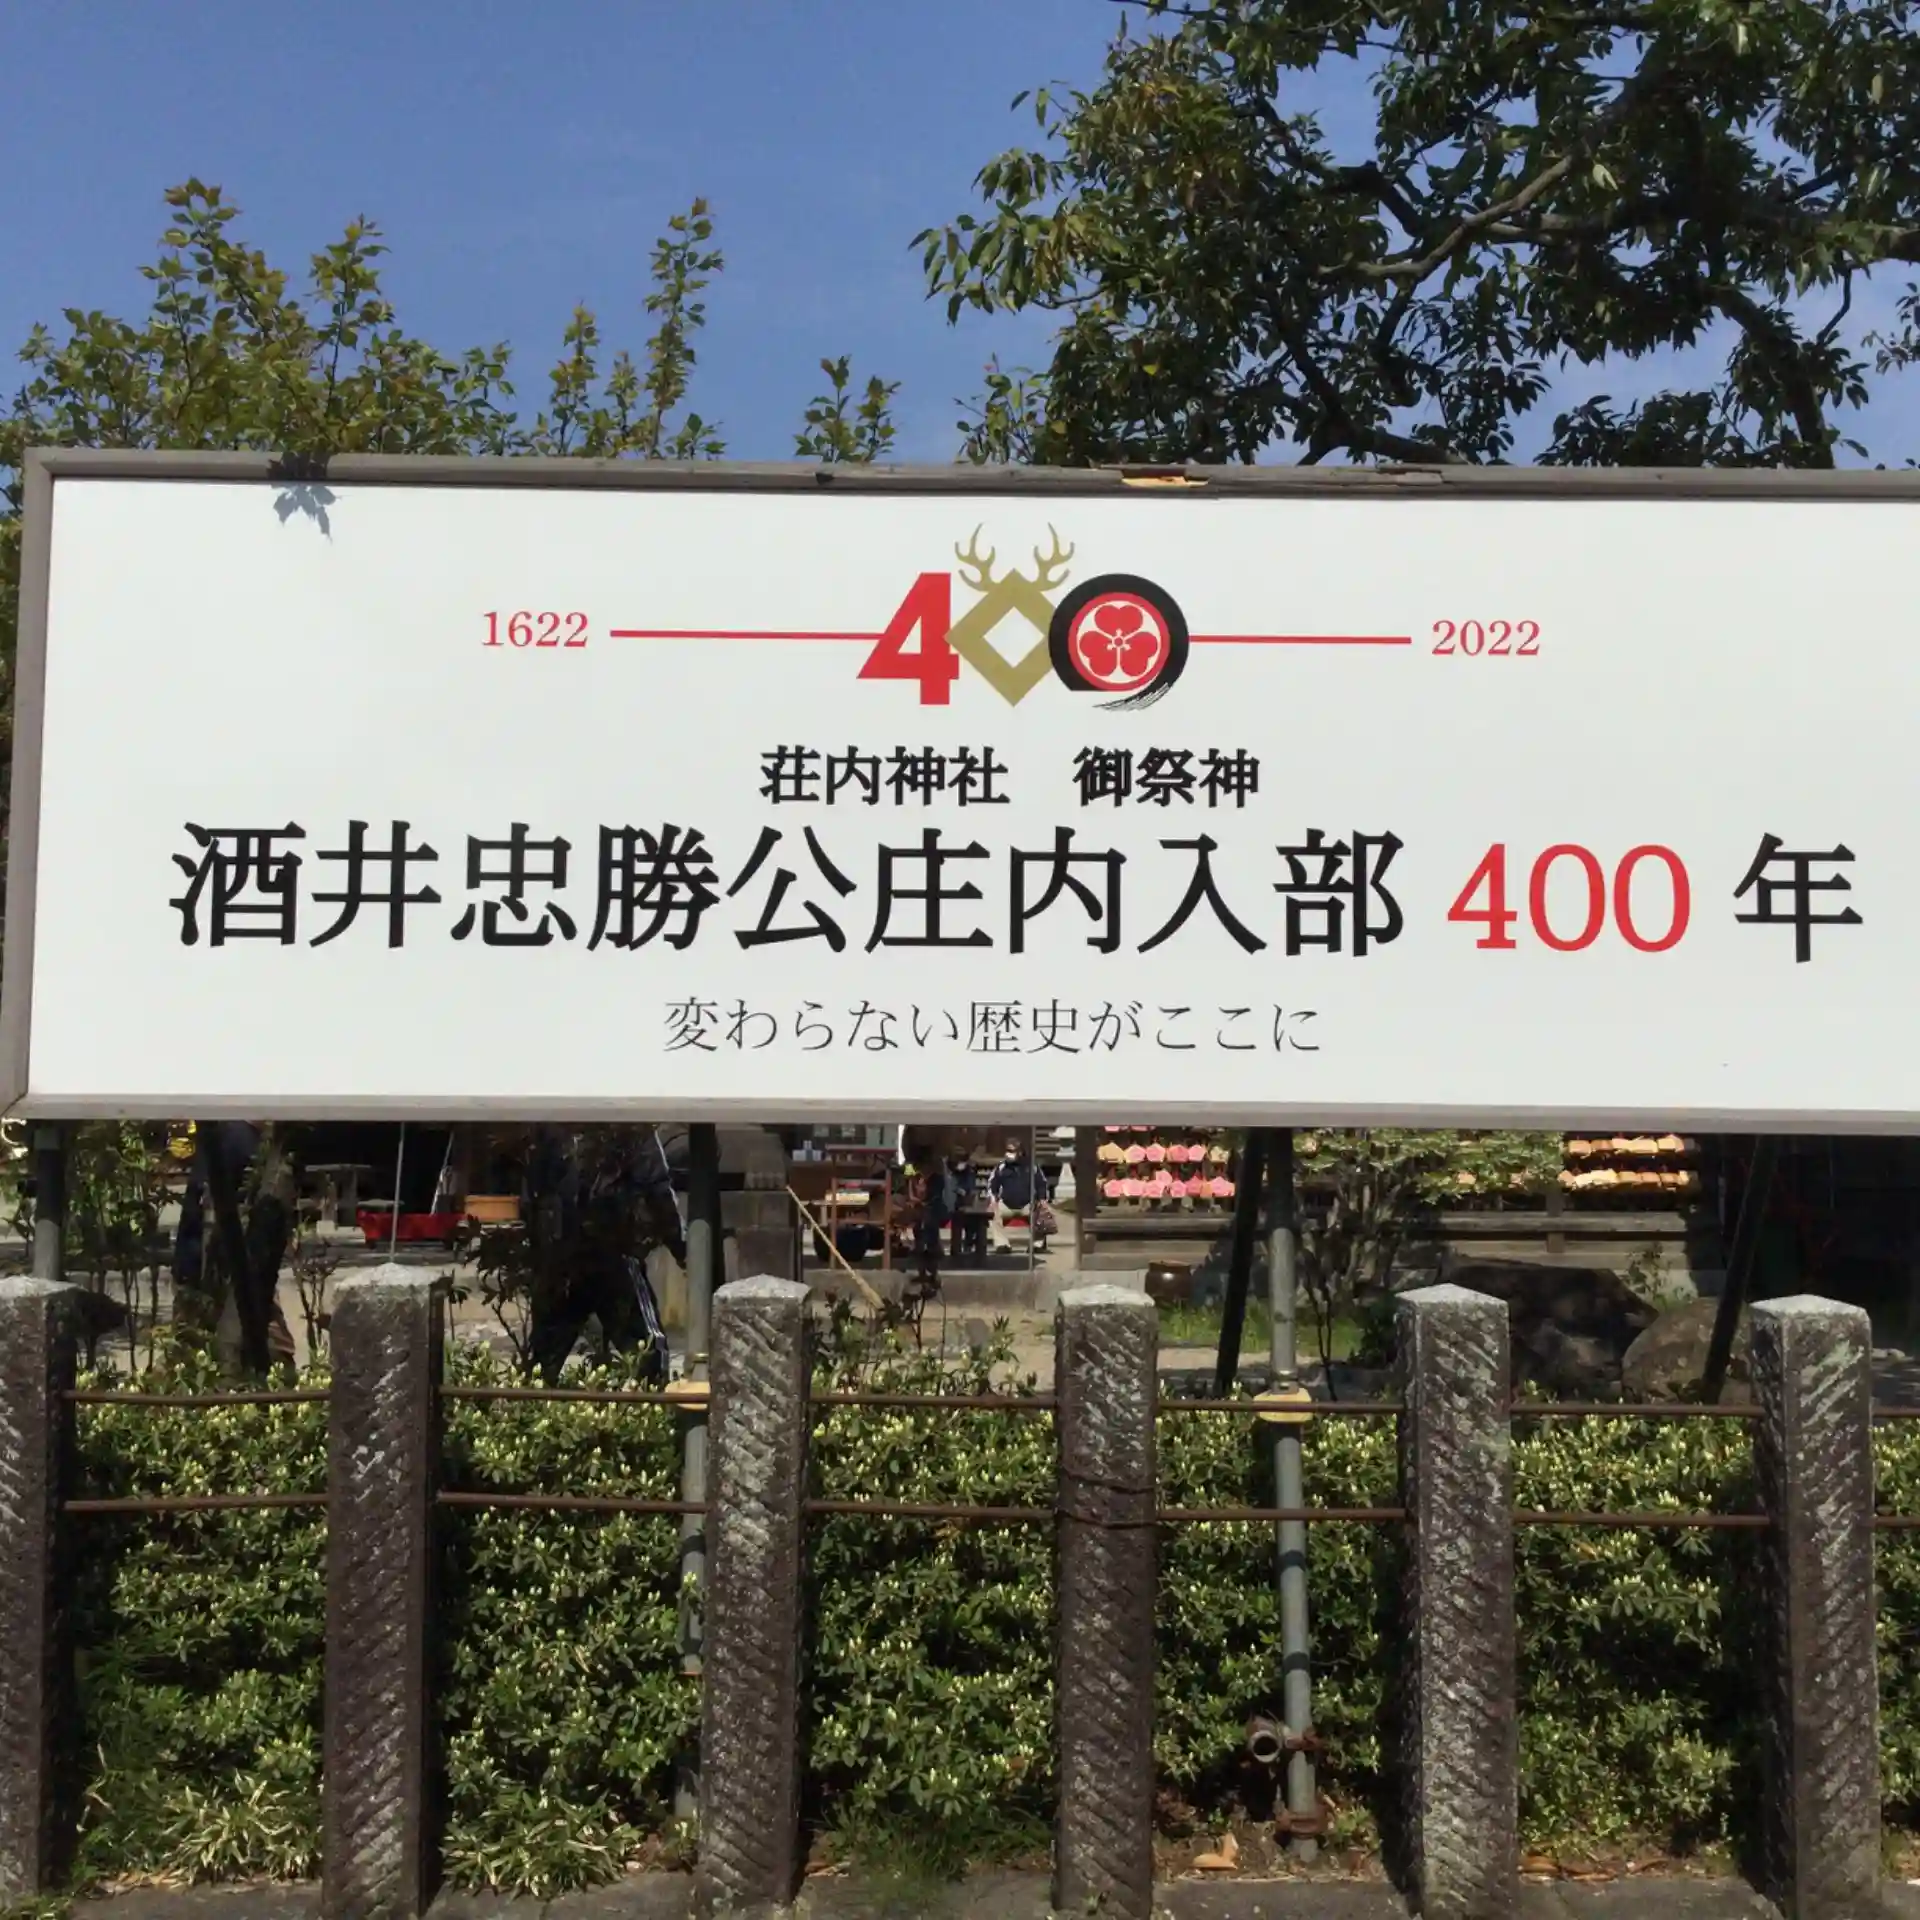 1622 400 2022
荘内神社　御祭神
酒井忠勝公庄内入部 400 年
変わらない歴史がここに